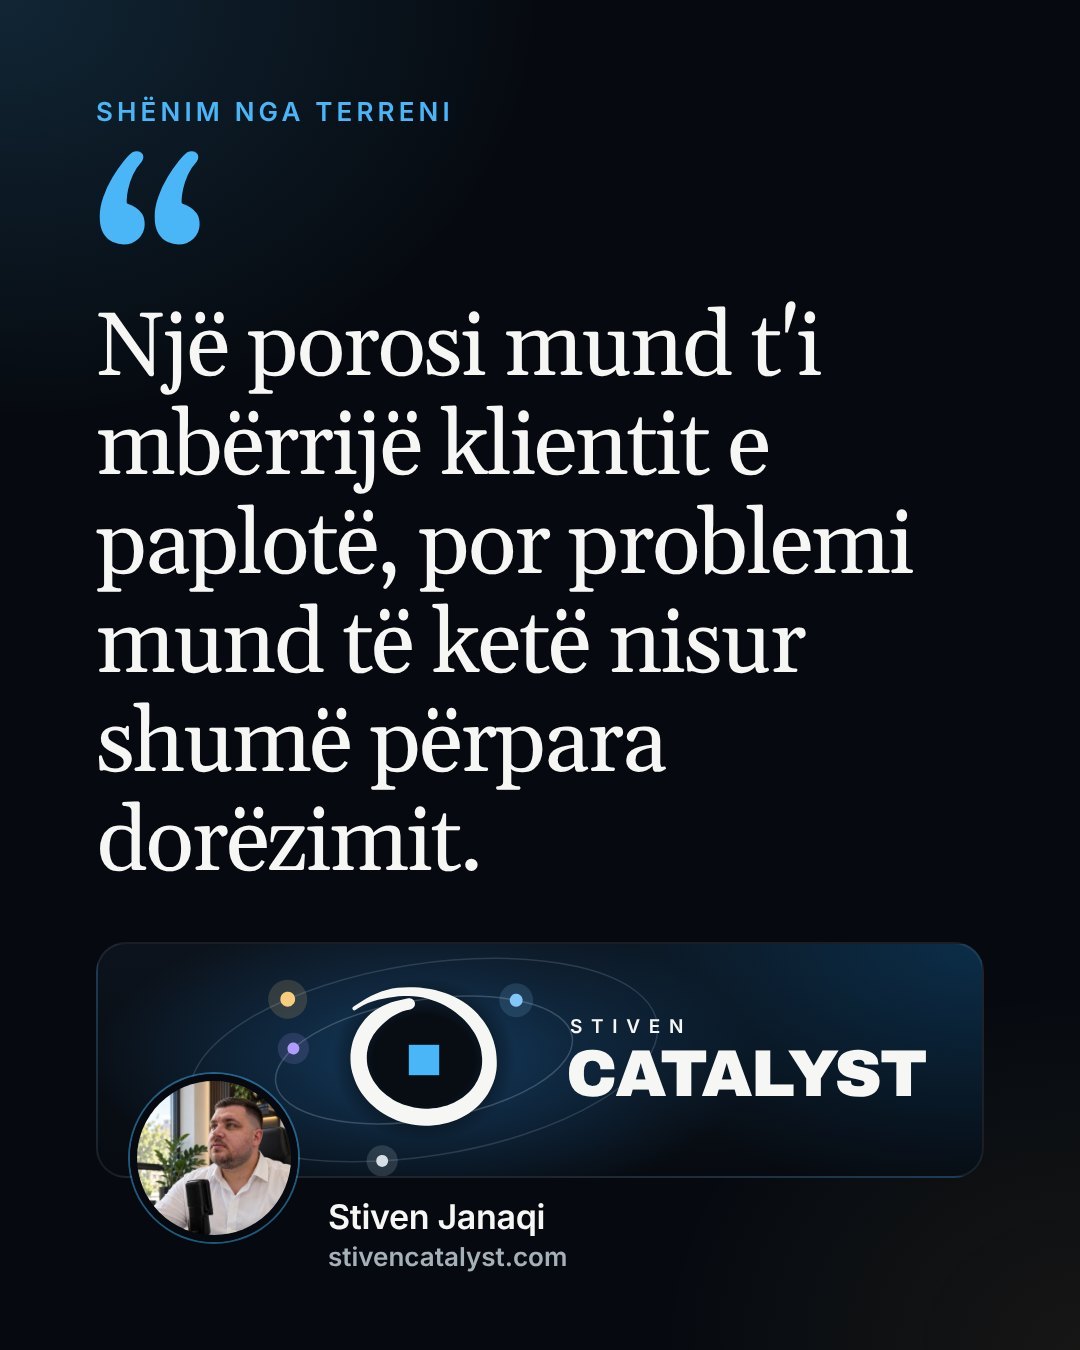 SHËNIM NGA TERRENI
“
Një porosi mund t'i
mbërrijë klientit e
paplotë, por problemi
mund të ketë nisur
shumë përpara
dorëzimit.
STIVEN
CATALYST
Stiven Janaqi
stivencatalyst.com